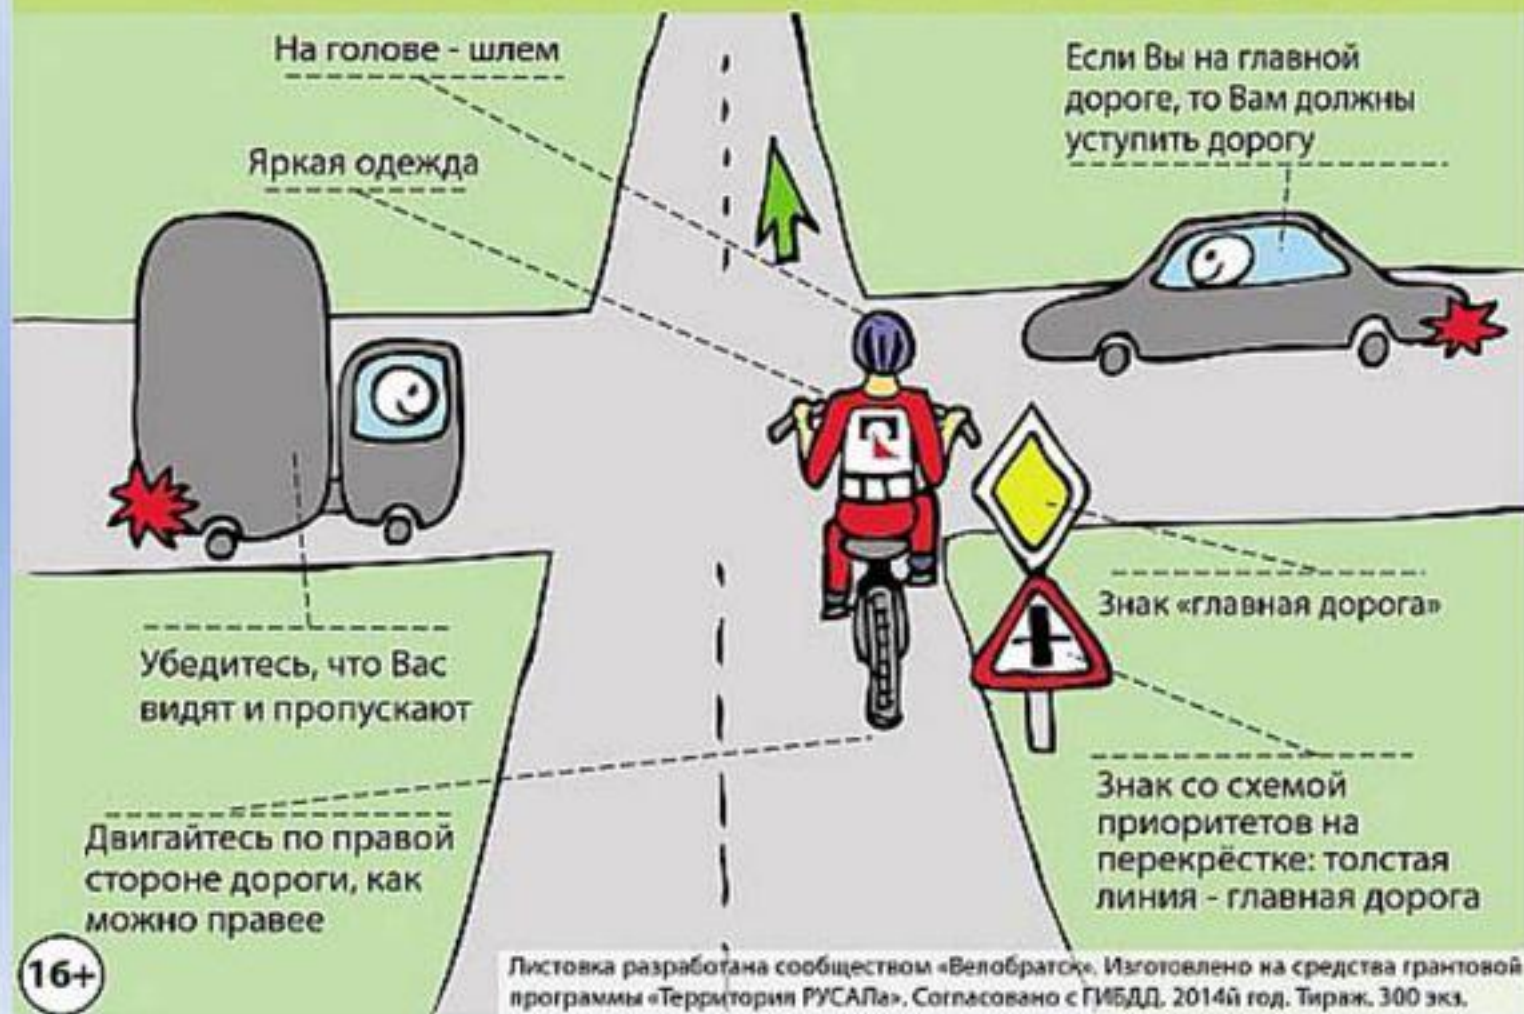 На голове - шлем
Яркая одежда
Если Вы на главной
дороге, то Вам должны
уступить дорогу
Знак «главная дорога»
Убедитесь, что Вас
видят и пропускают
Знак со схемой
приоритетов на
перекрёстке: толстая
линия - главная дорога
Двигайтесь по правой
стороне дороги, как
можно правее
16+
Листовка разработана сообществом «Велобратск». Изготовлено на средства грантовой
программы «Территория РУСАЛа». Согласовано с ГИБДД. 2014й год. Тираж. 300 экз.